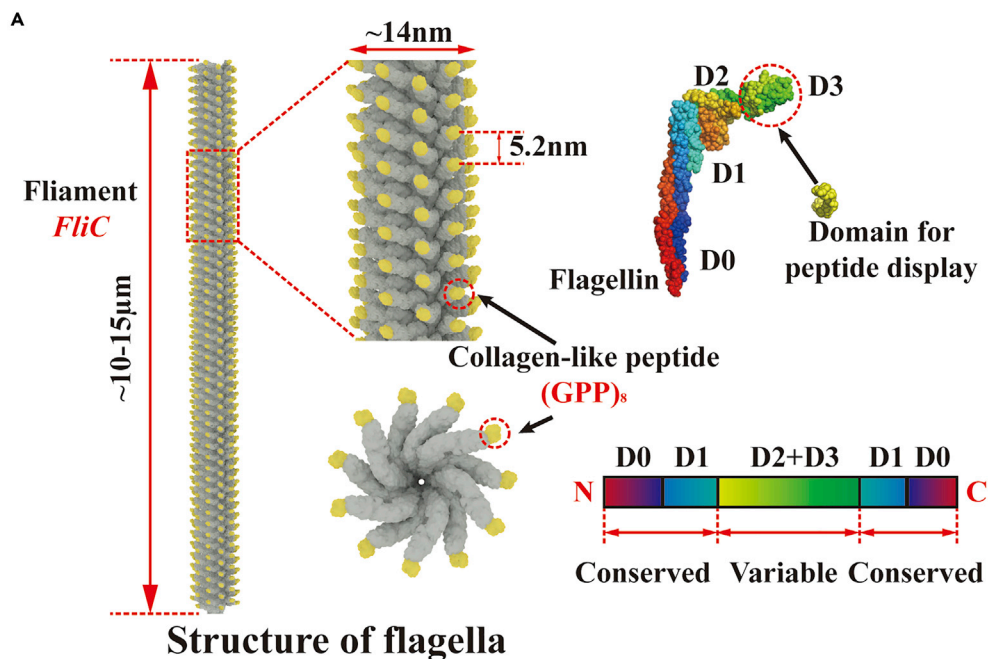 A
~14nm
5.2nm
Fliament
FliC
~10-15μm
D2
D3
D1
D0
Flagellin
Domain for
peptide display
Collagen-like peptide
(GPP)₈
D0 D1 D2+D3 D1 D0
N C
Conserved Variable Conserved
Structure of flagella